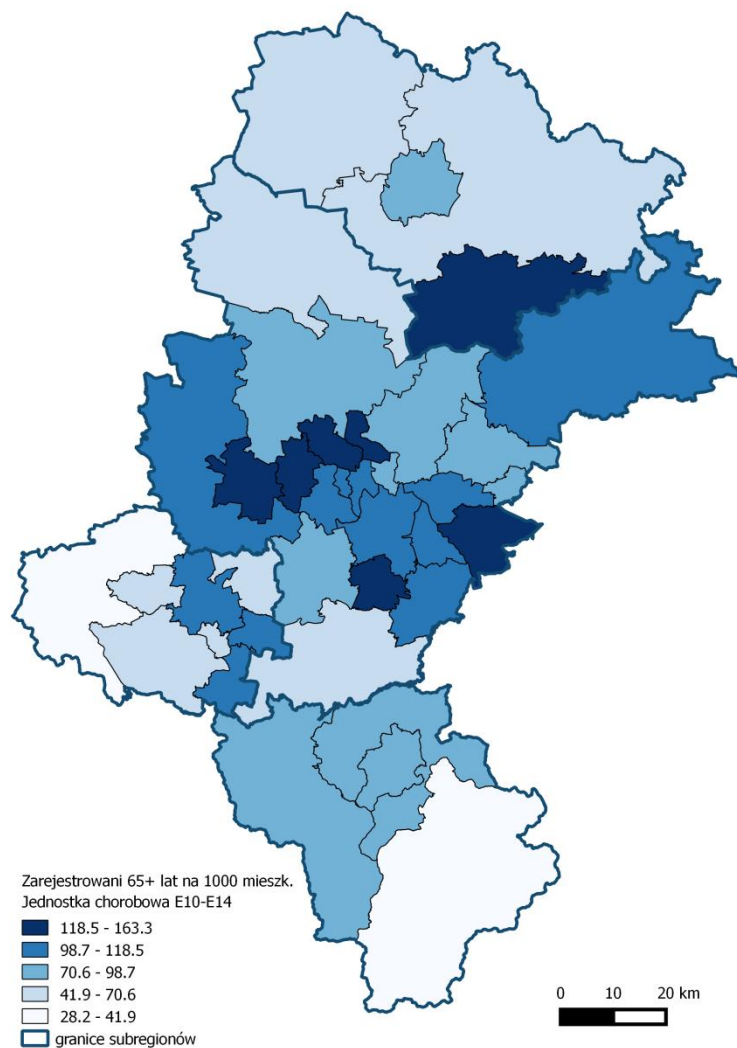 Zarejestrowani 65+ lat na 1000 mieszk.
Jednostka chorobowa E10-E14
118.5 - 163.3
98.7 - 118.5
70.6 - 98.7
41.9 - 70.6
28.2 - 41.9
granice subregionów
0 10 20 km